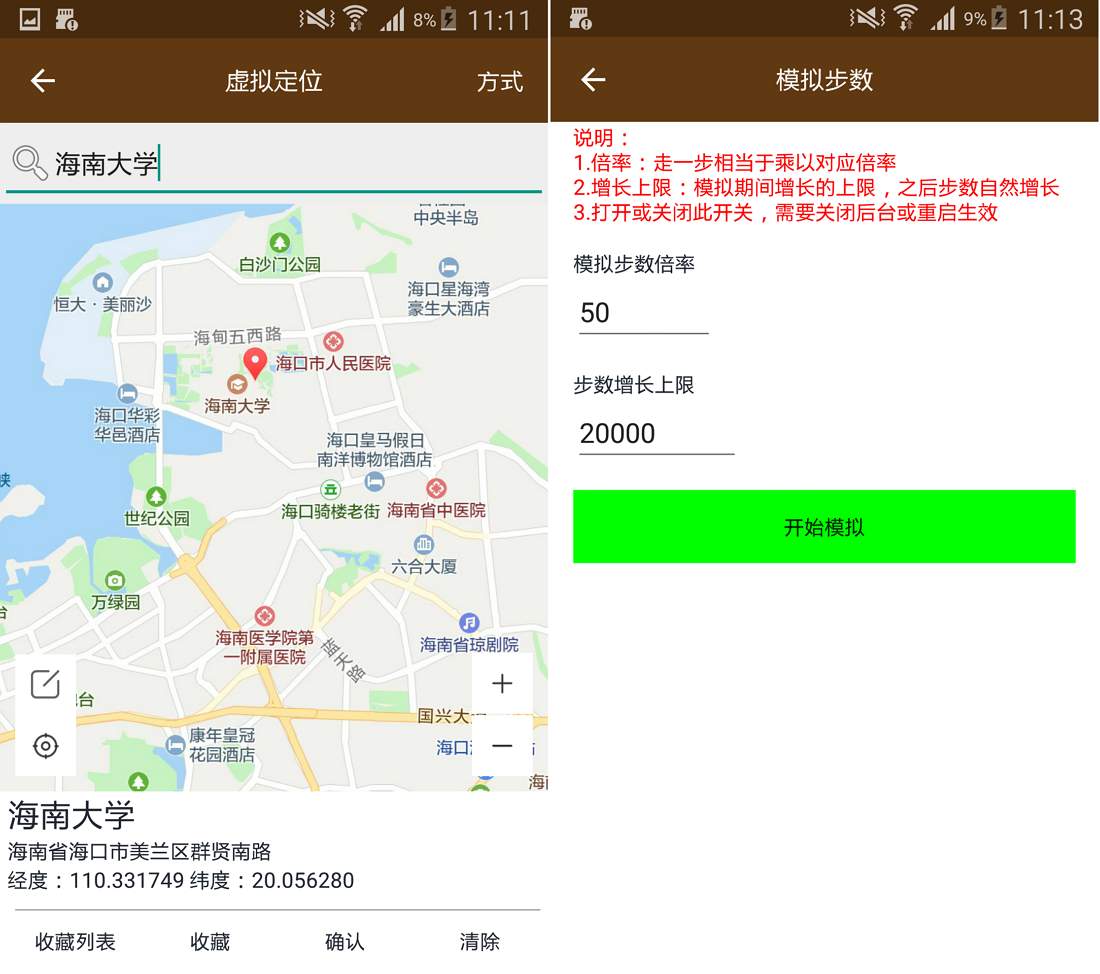 8% 11:11
虚拟定位
方式
海南大学
中央半岛
白沙门公园
恒大·美丽沙
海口星海湾
豪生大酒店
海甸五西路
海口市人民医院
海南大学
海口华彩
华邑酒店
海口皇马假日
南洋博物馆酒店
世纪公园
海口骑楼老街
海南省中医院
六合大厦
万绿园
海南医学院第
一附属医院
海南省琼剧院
蓝天路
国兴大
康年皇冠
花园酒店
海口
海南大学
海南省海口市美兰区群贤南路
经度：110.331749 纬度：20.056280
收藏列表
收藏
确认
清除
9% 11:13
模拟步数
说明：
1.倍率：走一步相当于乘以对应倍率
2.增长上限：模拟期间增长的上限，之后步数自然增长
3.打开或关闭此开关，需要关闭后台或重启生效
模拟步数倍率
50
步数增长上限
20000
开始模拟